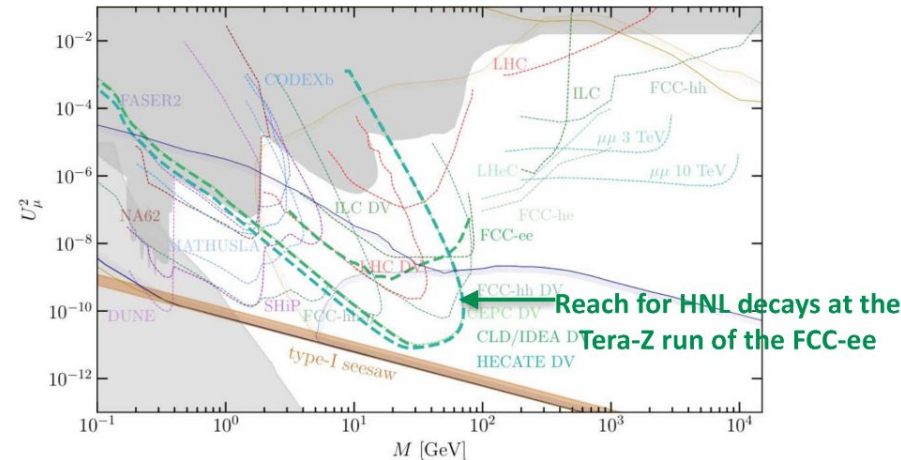 10⁻²
10⁻⁴
10⁻⁶
10⁻⁸
10⁻¹⁰
10⁻¹²
U²μ
LHC
CODEXb
FASER2
ILC
FCC-hh
μμ 3 TeV
LHeC
μμ 10 TeV
NA62
ILC DV
FCC-he
FCC-ee
MATHUSLA
LHC DV
FCC-hh DV
Reach for HNL decays at the
SHiP
DUNE
FCC-hh
CEPC DV
CLD/IDEA DV
Tera-Z run of the FCC-ee
HECATE DV
type-I seesaw
10⁻¹ 10⁰ 10¹ 10² 10³ 10⁴
M [GeV]